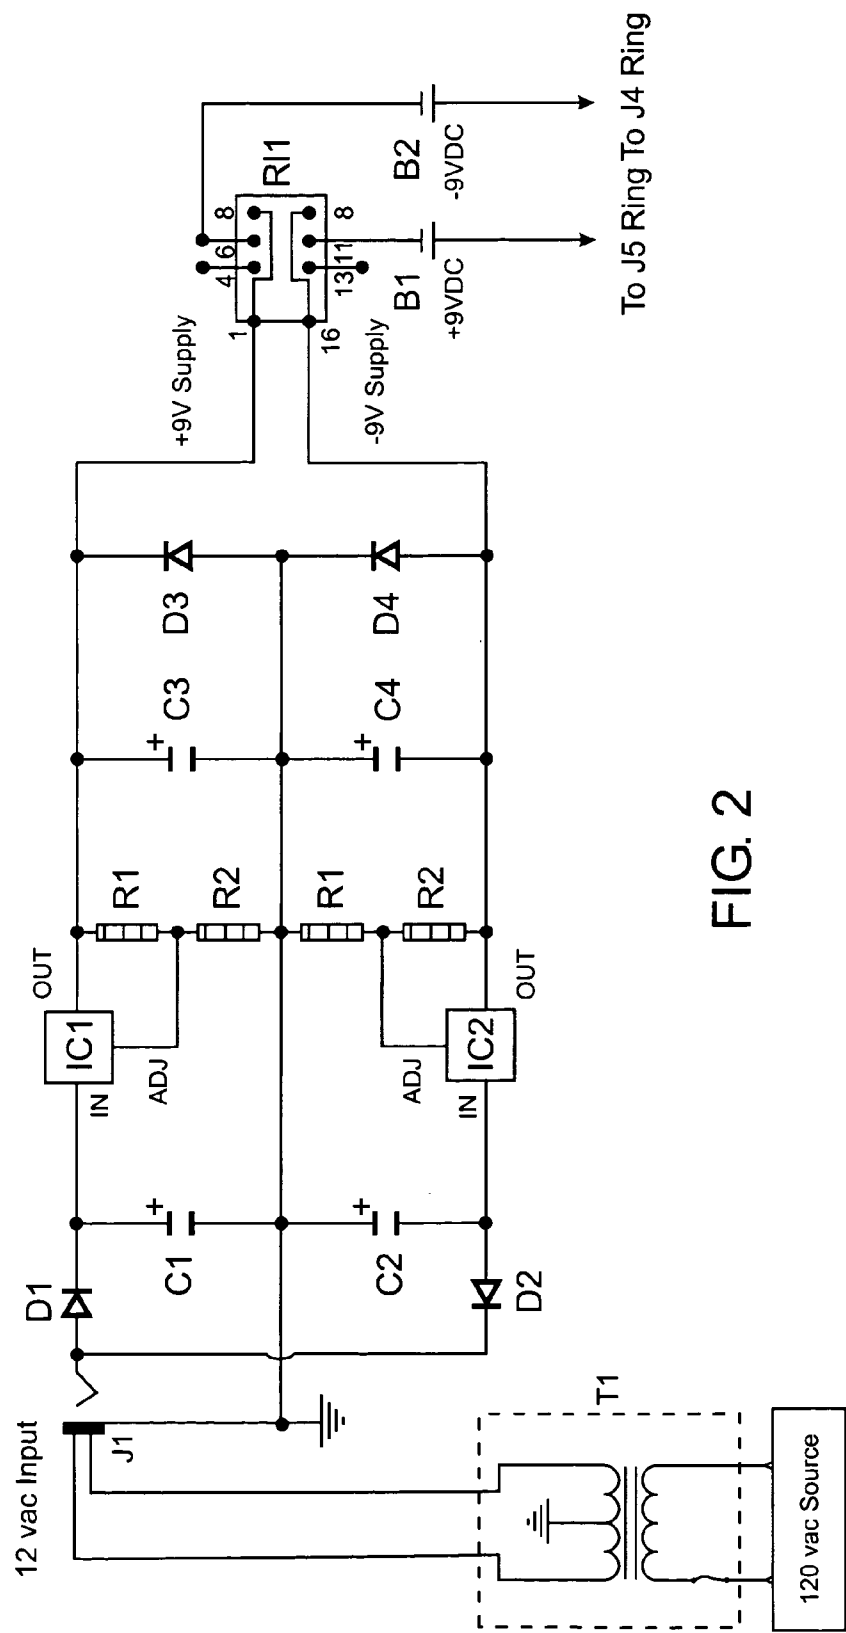 12 vac Input
J1
D1
D2
C1
+
C2
+
IN
IC1
OUT
ADJ
IN
IC2
OUT
ADJ
R1
R2
R1
R2
C3
+
C4
+
D3
D4
+9V Supply
-9V Supply
RI1
1
4
6
8
16
13
11
8
B1
+9VDC
B2
-9VDC
To J5 Ring To J4 Ring
T1
120 vac Source
FIG. 2